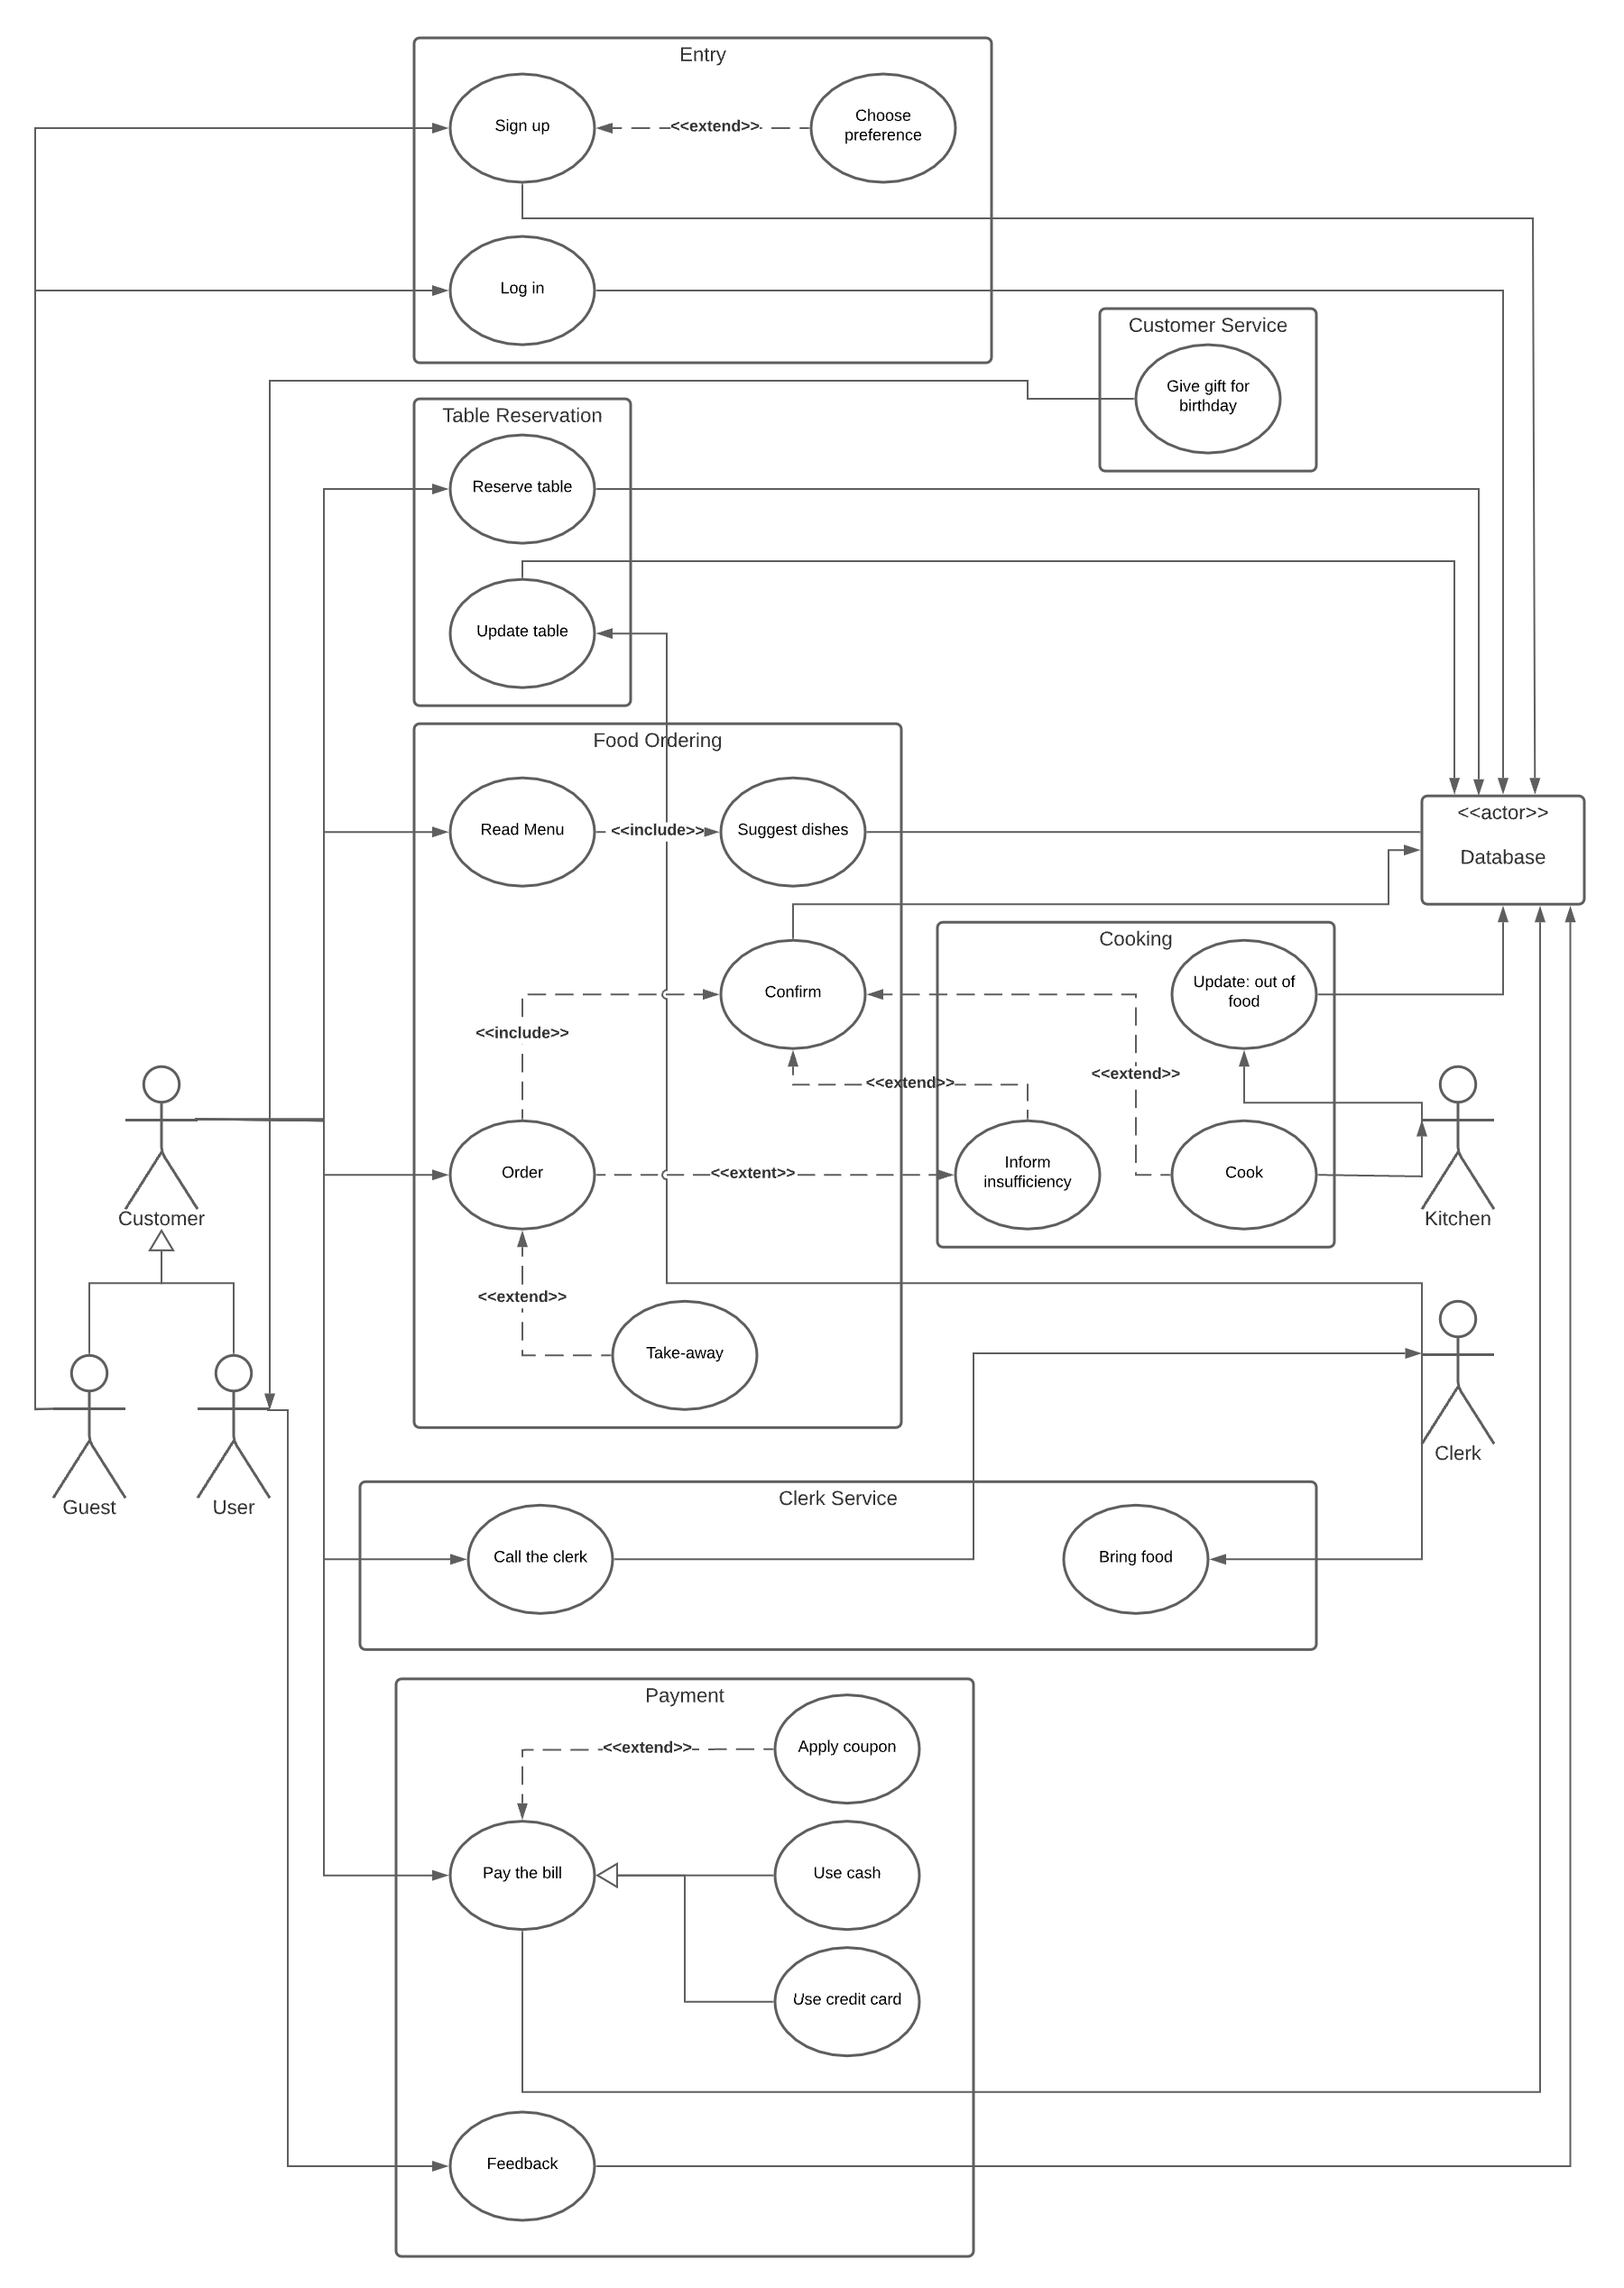 Entry
Sign up
<<extend>>
Choose
preference
Log in
Customer Service
Give gift for
birthday
Table Reservation
Reserve table
Update table
Food Ordering
Read Menu
<<include>>
Suggest dishes
<<actor>>
Database
Cooking
Confirm
Update: out of
food
<<include>>
<<extend>>
<<extend>>
Order
<<extent>>
Inform
insufficiency
Cook
Customer
Kitchen
<<extend>>
Take-away
Clerk
Guest
User
Clerk Service
Call the clerk
Bring food
Payment
<<extend>>
Apply coupon
Pay the bill
Use cash
Use credit card
Feedback